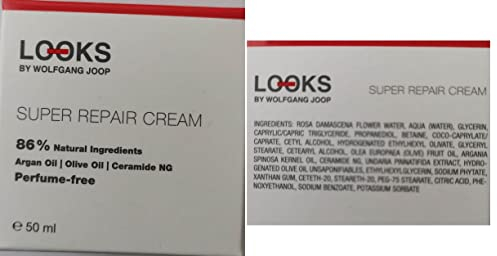 LOOKS
BY WOLFGANG JOOP
SUPER REPAIR CREAM
86% Natural Ingredients
Argan Oil | Olive Oil | Ceramide NG
Perfume-free
℮ 50 ml
LOOKS
BY WOLFGANG JOOP
SUPER REPAIR CREAM
INGREDIENTS: ROSA DAMASCENA FLOWER WATER, AQUA (WATER), GLYCERIN,
CAPRYLIC/CAPRIC TRIGLYCERIDE, PROPANEDIOL, BETAINE, COCO-CAPRYLATE/
CAPRATE, CETYL ALCOHOL, HYDROGENATED ETHYLHEXYL OLIVATE, GLYCERYL
STEARATE, CETEARYL ALCOHOL, OLEA EUROPAEA (OLIVE) FRUIT OIL, ARGANIA
SPINOSA KERNEL OIL, CERAMIDE NG, UNDARIA PINNATIFIDA EXTRACT, HYDRO-
GENATED OLIVE OIL UNSAPONIFIABLES, ETHYLHEXYLGLYCERIN, SODIUM PHYTATE,
XANTHAN GUM, CETETH-20, STEARETH-20, PEG-75 STEARATE, CITRIC ACID, PHE-
NOXYETHANOL, SODIUM BENZOATE, POTASSIUM SORBATE